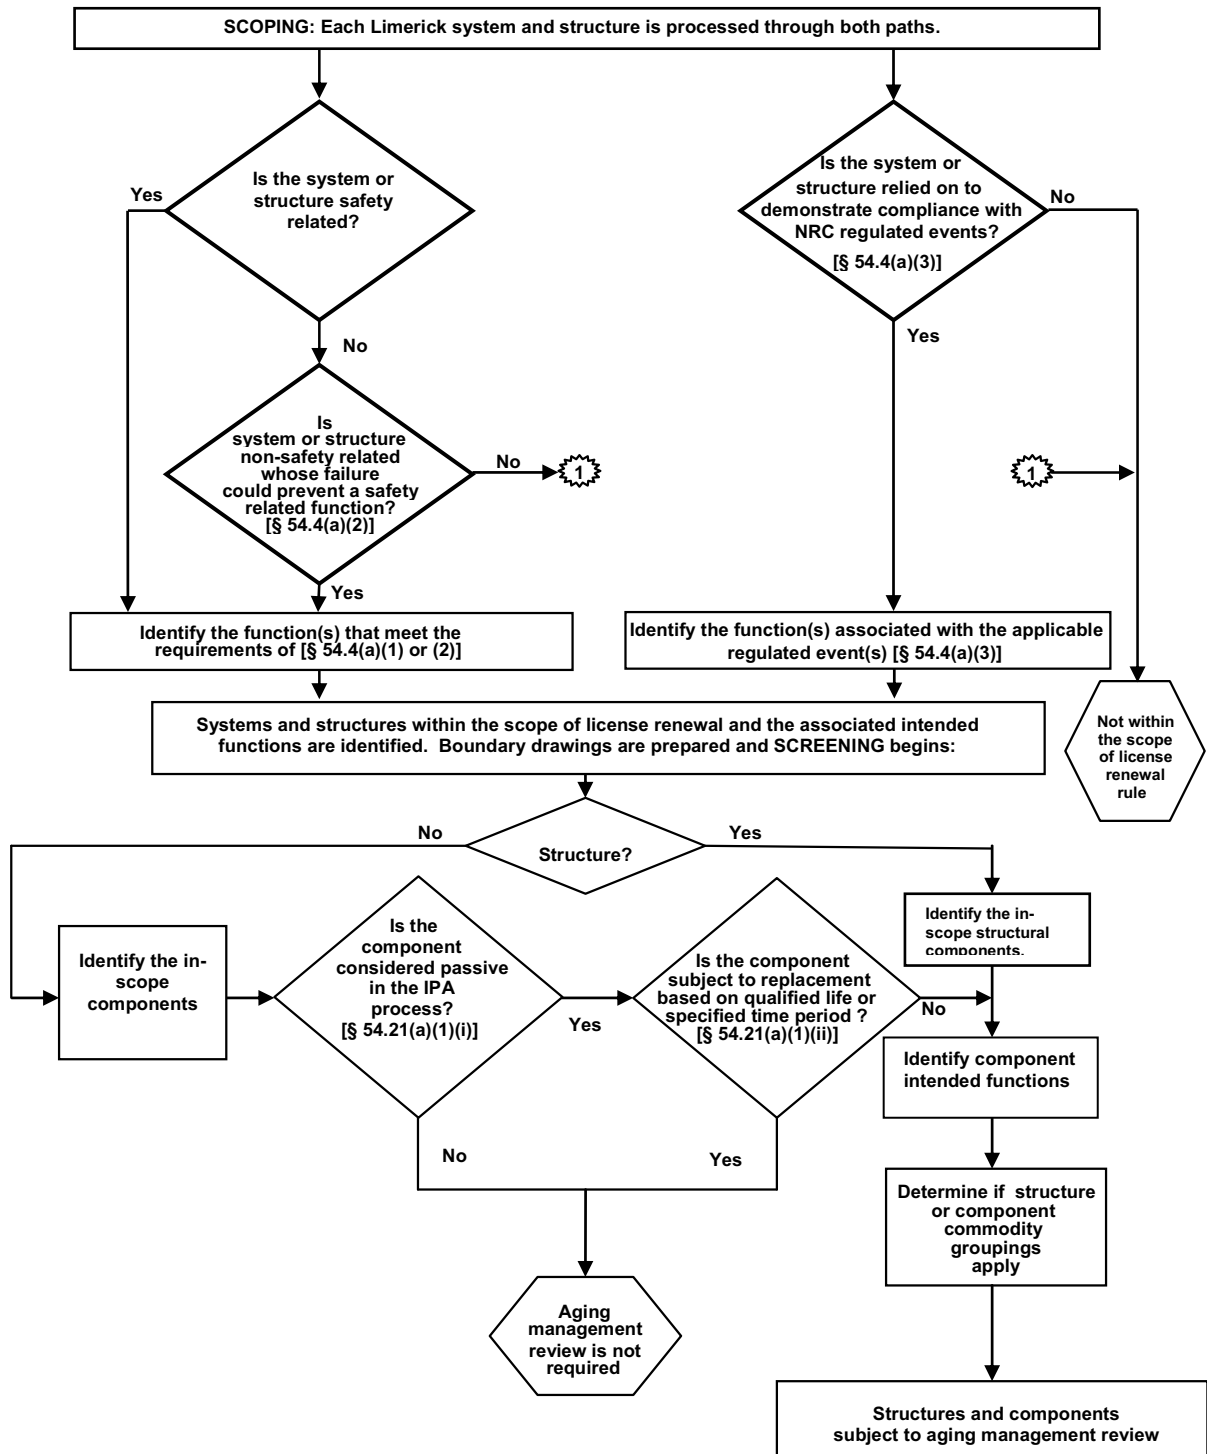 SCOPING: Each Limerick system and structure is processed through both paths.
Is the system or
structure safety
related?
Yes
No
Is the system or
structure relied on to
demonstrate compliance with
NRC regulated events?
[§ 54.4(a)(3)]
No
Yes
Is
system or structure
non-safety related
whose failure
could prevent a safety
related function?
[§ 54.4(a)(2)]
No
1
1
Yes
Identify the function(s) that meet the
requirements of [§ 54.4(a)(1) or (2)]
Identify the function(s) associated with the applicable
regulated event(s) [§ 54.4(a)(3)]
Not within
the scope
of license
renewal
rule
Systems and structures within the scope of license renewal and the associated intended
functions are identified. Boundary drawings are prepared and SCREENING begins:
No
Structure?
Yes
Identify the in-
scope components
Is the
component
considered passive
in the IPA
process?
[§ 54.21(a)(1)(i)]
Yes
Is the component
subject to replacement
based on qualified life or
specified time period ?
[§ 54.21(a)(1)(ii)]
No
Identify the in-
scope structural
components.
Identify component
intended functions
No
Yes
Determine if structure
or component
commodity
groupings
apply
Aging
management
review is not
required
Structures and components
subject to aging management review